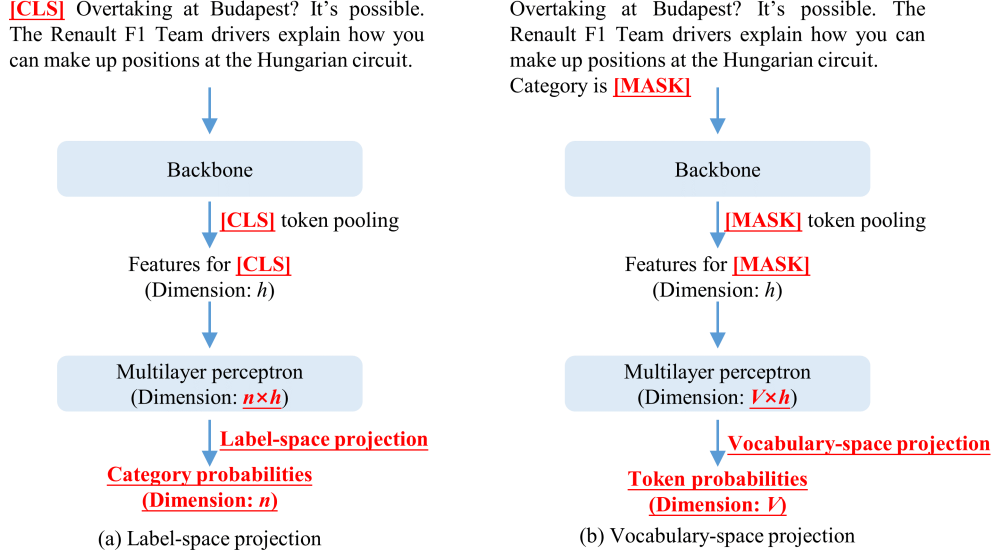 [CLS] Overtaking at Budapest? It's possible.
The Renault F1 Team drivers explain how you
can make up positions at the Hungarian circuit.
Backbone
[CLS] token pooling
Features for [CLS]
(Dimension: h)
Multilayer perceptron
(Dimension: n×h)
Label-space projection
Category probabilities
(Dimension: n)
(a) Label-space projection
Overtaking at Budapest? It's possible. The
Renault F1 Team drivers explain how you can
make up positions at the Hungarian circuit.
Category is [MASK]
Backbone
[MASK] token pooling
Features for [MASK]
(Dimension: h)
Multilayer perceptron
(Dimension: V×h)
Vocabulary-space projection
Token probabilities
(Dimension: V)
(b) Vocabulary-space projection